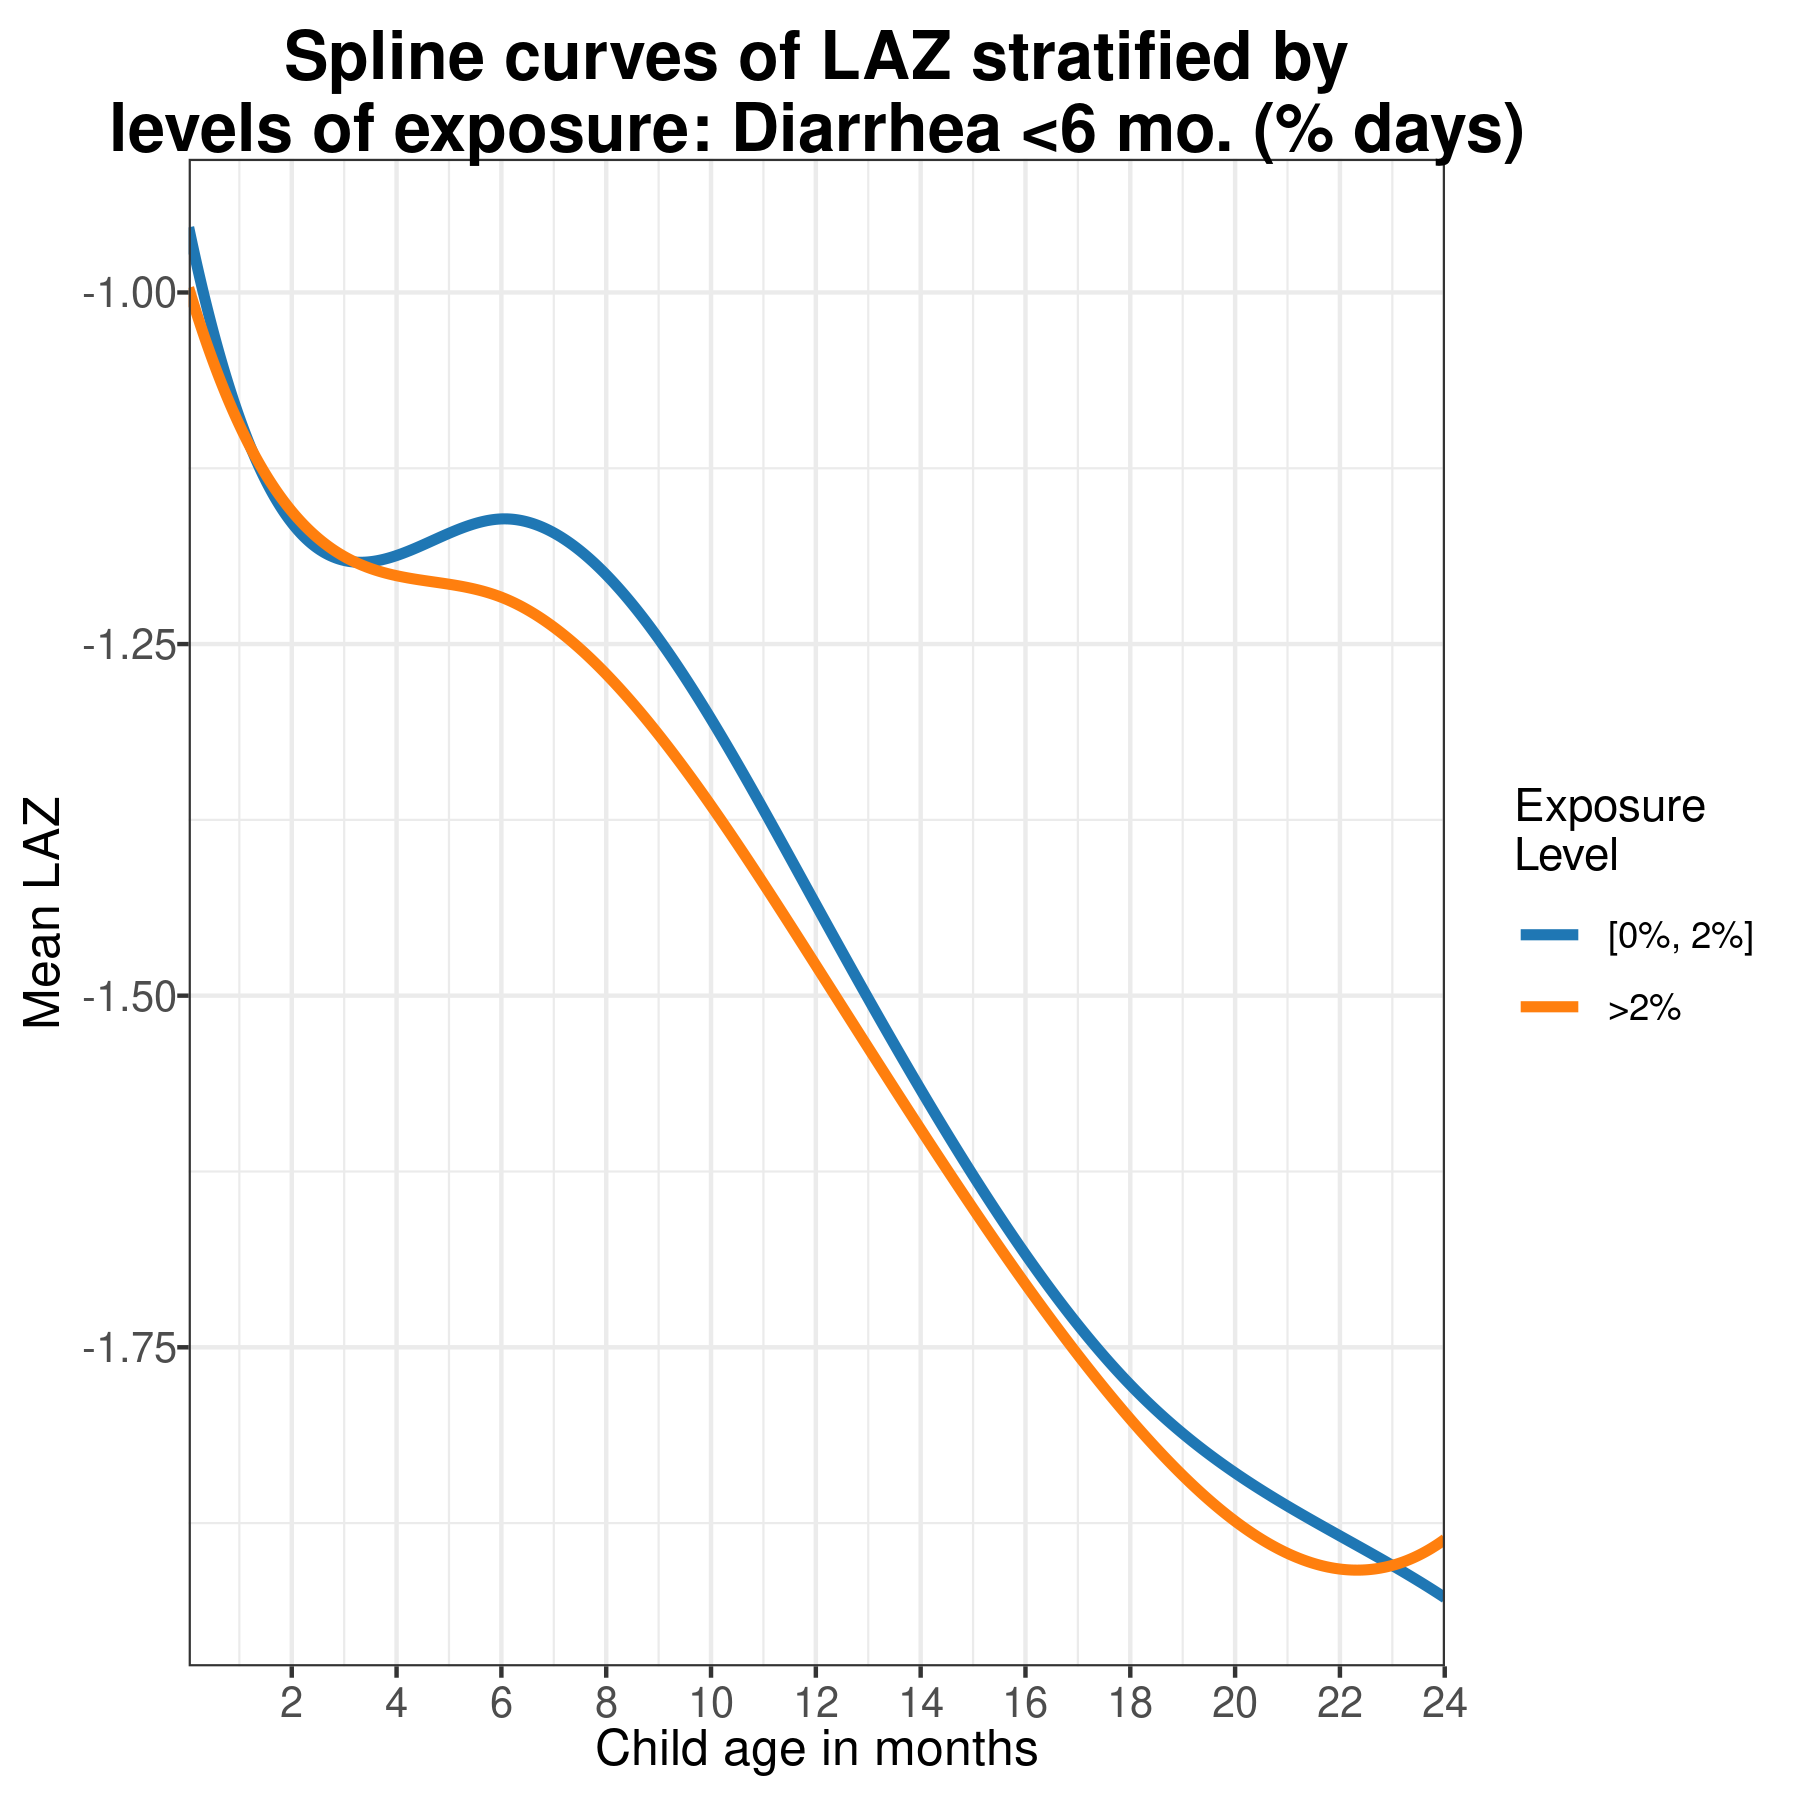 Spline curves of LAZ stratified by
levels of exposure: Diarrhea <6 mo. (% days)
-1.00
-1.25
-1.50
-1.75
Mean LAZ
2 4 6 8 10 12 14 16 18 20 22 24
Child age in months
Exposure
Level
[0%, 2%]
>2%